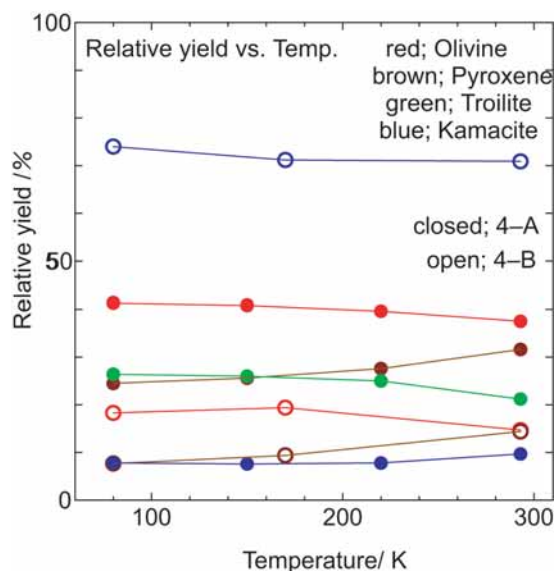 100
Relative yield vs. Temp.
red; Olivine
brown; Pyroxene
green; Troilite
blue; Kamacite
closed; 4–A
open; 4–B
50
0
Relative yield /%
100
200
300
Temperature/ K